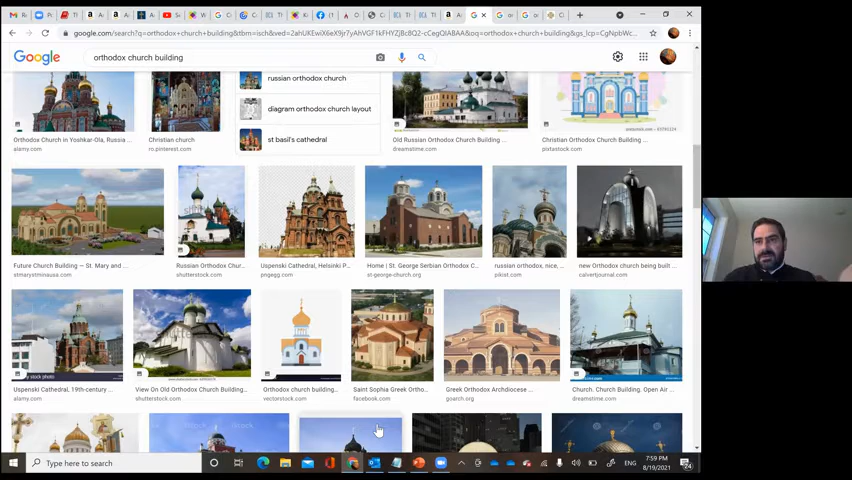 google.com/search?q=orthodox+church+building&tbm=isch&ved=2ahUKEwiX6eX9jr7yAhVGF1kFHYZjBc8Q2-cCegQIABAA&oq=orthodox+church+building&gs_lcp=CgNpbWc...
Google
orthodox church building
russian orthodox church
diagram orthodox church layout
st basil's cathedral
Orthodox Church in Yoshkar-Ola, Russia ...
alamy.com
Christian church
ro.pinterest.com
Old Russian Orthodox Church Building ...
dreamstime.com
Christian Orthodox Church Building ...
pixtastock.com
Future Church Building — St. Mary and ...
stmarystminausa.com
Russian Orthodox Chur...
shutterstock.com
Uspenski Cathedral, Helsinki P...
pngegg.com
Home | St. George Serbian Orthodox C...
st-george-church.org
russian orthodox, nice, ...
pikist.com
new Orthodox church being built ...
calvertjournal.com
Uspenski Cathedral, 19th-century ...
alamy.com
View On Old Orthodox Church Building...
shutterstock.com
Orthodox church building...
vectorstock.com
Saint Sophia Greek Ortho...
facebook.com
Greek Orthodox Archdiocese ...
goarch.org
Church. Church Building. Open Air ...
dreamstime.com
Type here to search
ENG
7:59 PM
8/19/2021